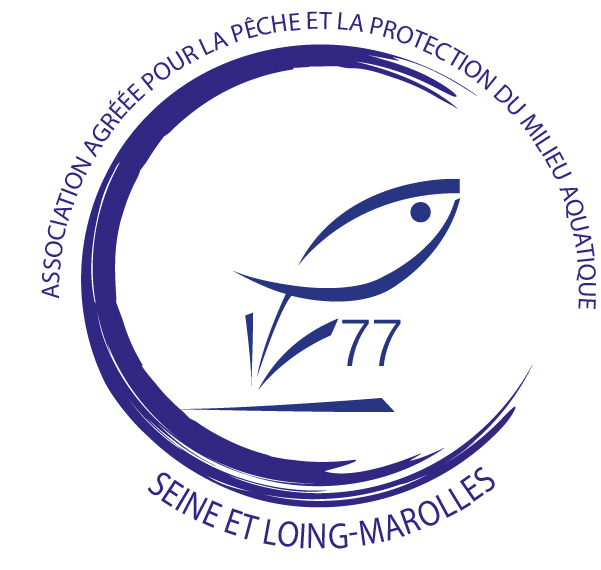 ASSOCIATION AGRÉÉE POUR LA PÊCHE ET LA PROTECTION DU MILIEU AQUATIQUE
77
SEINE ET LOING-MAROLLES